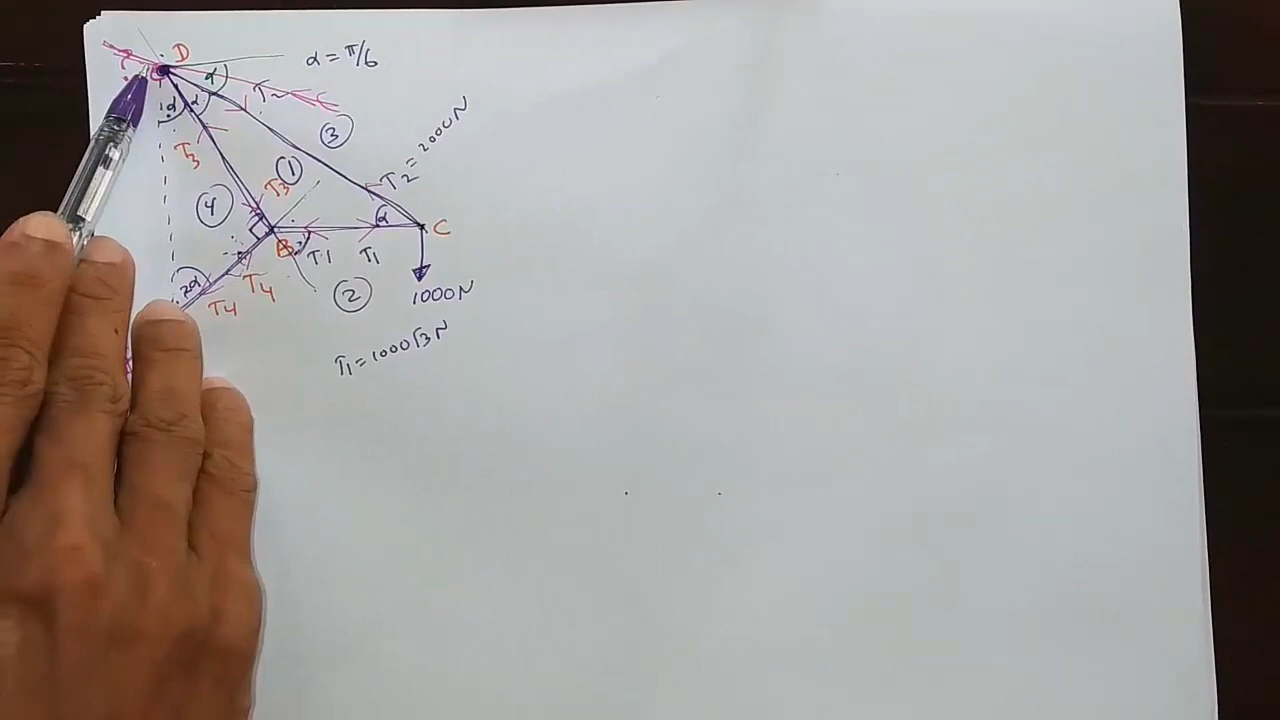 D
α = π/6
α
α
α
T2
3
T3
1
T2 = 2000N
T3
4
α
C
B
T1
T1
2α
T4
T4
2
1000N
T1 = 1000√3 N